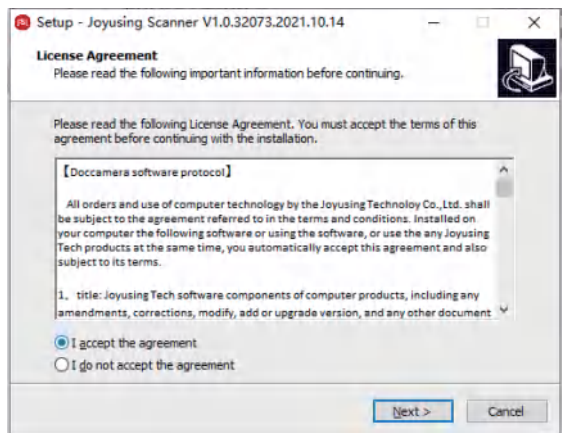 Setup - Joyusing Scanner V1.0.32073.2021.10.14
License Agreement
Please read the following important information before continuing.
Please read the following License Agreement. You must accept the terms of this
agreement before continuing with the installation.
【Doccamera software protocol】
All orders and use of computer technology by the Joyusing Technoloy Co.,Ltd. shall
be subject to the agreement referred to in the terms and conditions. Installed on
your computer the following software or using the software, or use the any Joyusing
Tech products at the same time, you automatically accept this agreement and also
subject to its terms.
1、title: Joyusing Tech software components of computer products, including any
amendments, corrections, modify, add or upgrade version, and any other document
I accept the agreement
I do not accept the agreement
Next >
Cancel